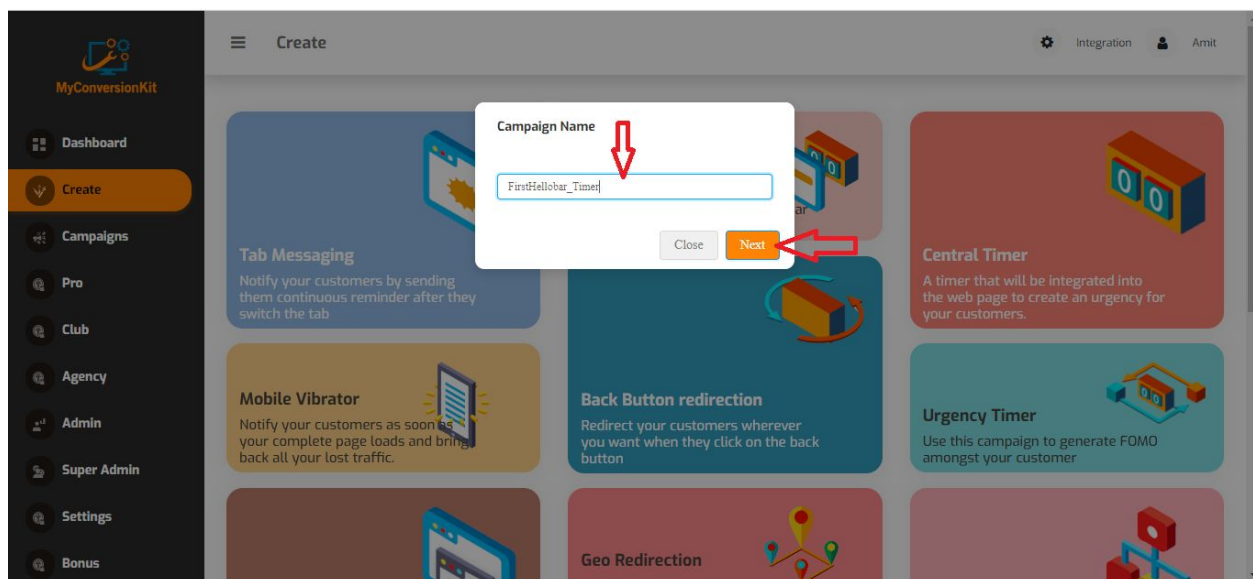 MyConversionKit
Dashboard
Create
Campaigns
Pro
Club
Agency
Admin
Super Admin
Settings
Bonus
Create
Integration
Amit
Campaign Name
FirstHellobar_Timer
Close
Next
Tab Messaging
Notify your customers by sending
them continuous reminder after they
switch the tab
ar
00
Central Timer
A timer that will be integrated into
the web page to create an urgency for
your customers.
00
Mobile Vibrator
Notify your customers as soon as
your complete page loads and bring
back all your lost traffic.
Back Button redirection
Redirect your customers wherever
you want when they click on the back
button
Urgency Timer
Use this campaign to generate FOMO
amongst your customer
00
Geo Redirection